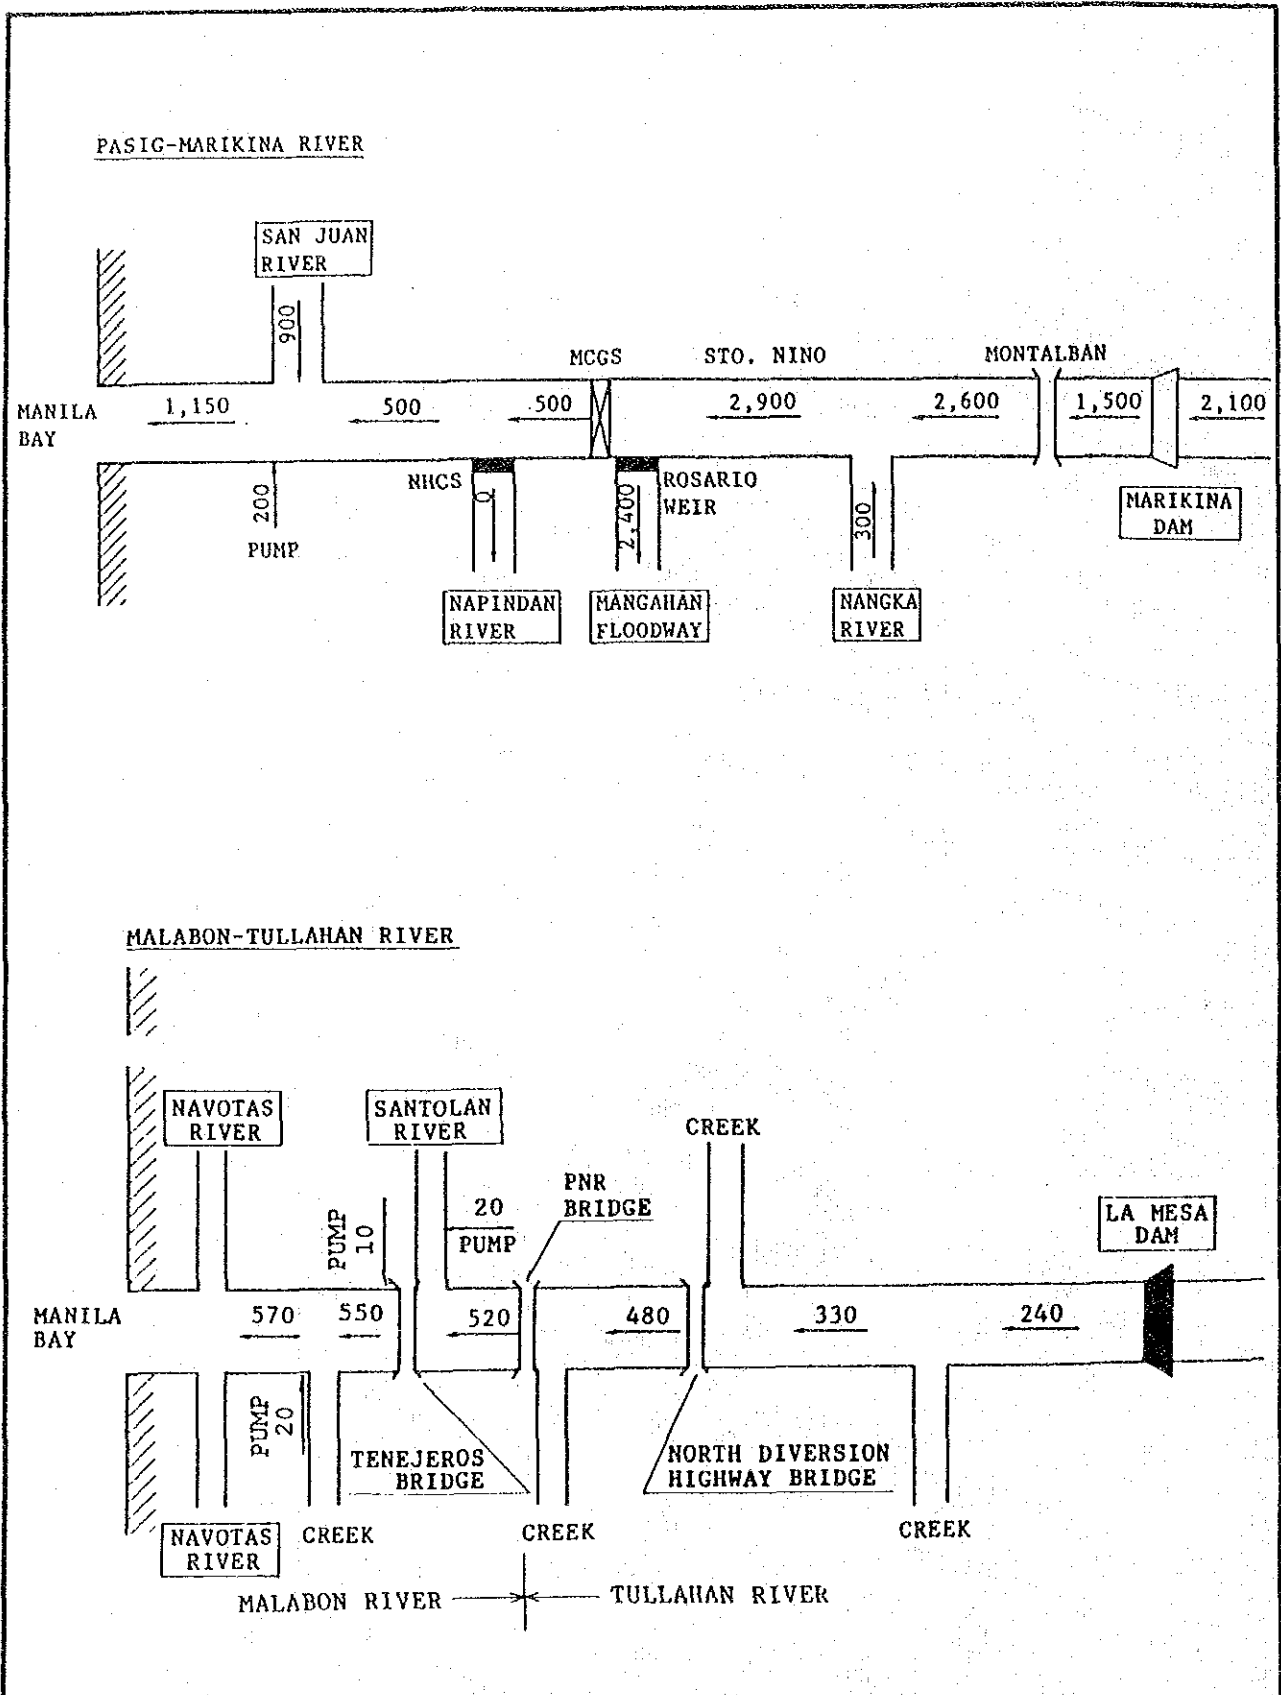 PASIG-MARIKINA RIVER
SAN JUAN
RIVER
900
MCGS
STO. NINO
MONTALBAN
MANILA
BAY
1,150
500
500
2,900
2,600
1,500
2,100
200
PUMP
NHCS
0
2,400
ROSARIO
WEIR
300
MARIKINA
DAM
NAPINDAN
RIVER
MANGAHAN
FLOODWAY
NANGKA
RIVER
MALABON-TULLAHAN RIVER
NAVOTAS
RIVER
SANTOLAN
RIVER
CREEK
PUMP
10
20
PUMP
PNR
BRIDGE
LA MESA
DAM
MANILA
BAY
570
550
520
480
330
240
PUMP
20
TENEJEROS
BRIDGE
NORTH DIVERSION
HIGHWAY BRIDGE
NAVOTAS
RIVER
CREEK
CREEK
CREEK
MALABON RIVER
TULLAHAN RIVER